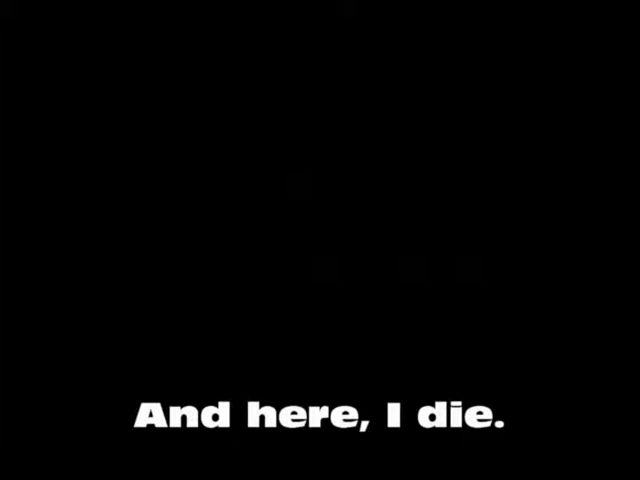 And here, I die.